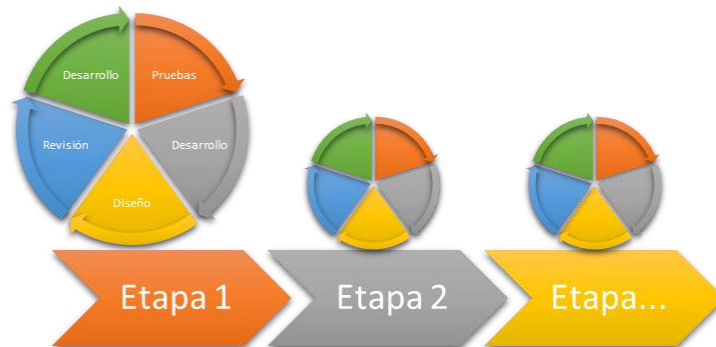 Desarrollo
Pruebas
Revisión
Desarrollo
Diseño
Etapa 1
Etapa 2
Etapa...